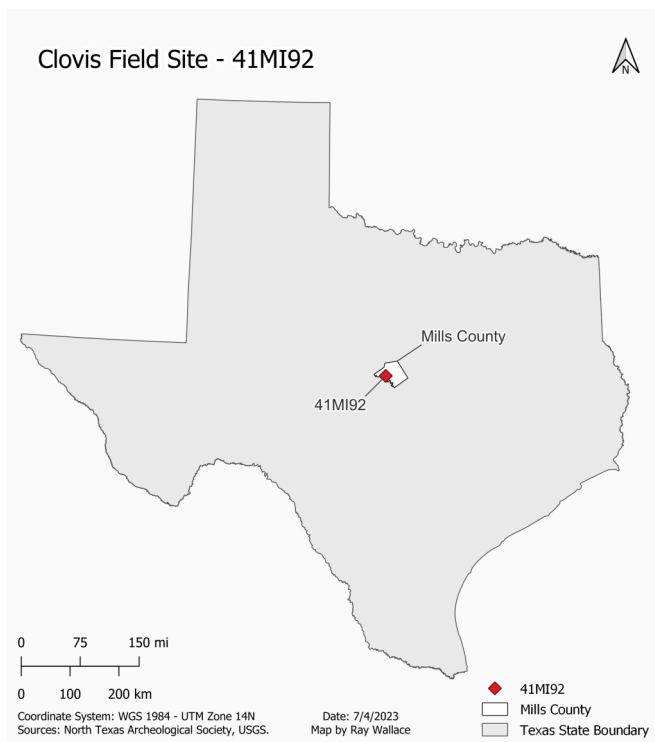 Clovis Field Site - 41MI92
N
Mills County
41MI92
0 75 150 mi
0 100 200 km
Coordinate System: WGS 1984 - UTM Zone 14N
Sources: North Texas Archeological Society, USGS.
Date: 7/4/2023
Map by Ray Wallace
41MI92
Mills County
Texas State Boundary